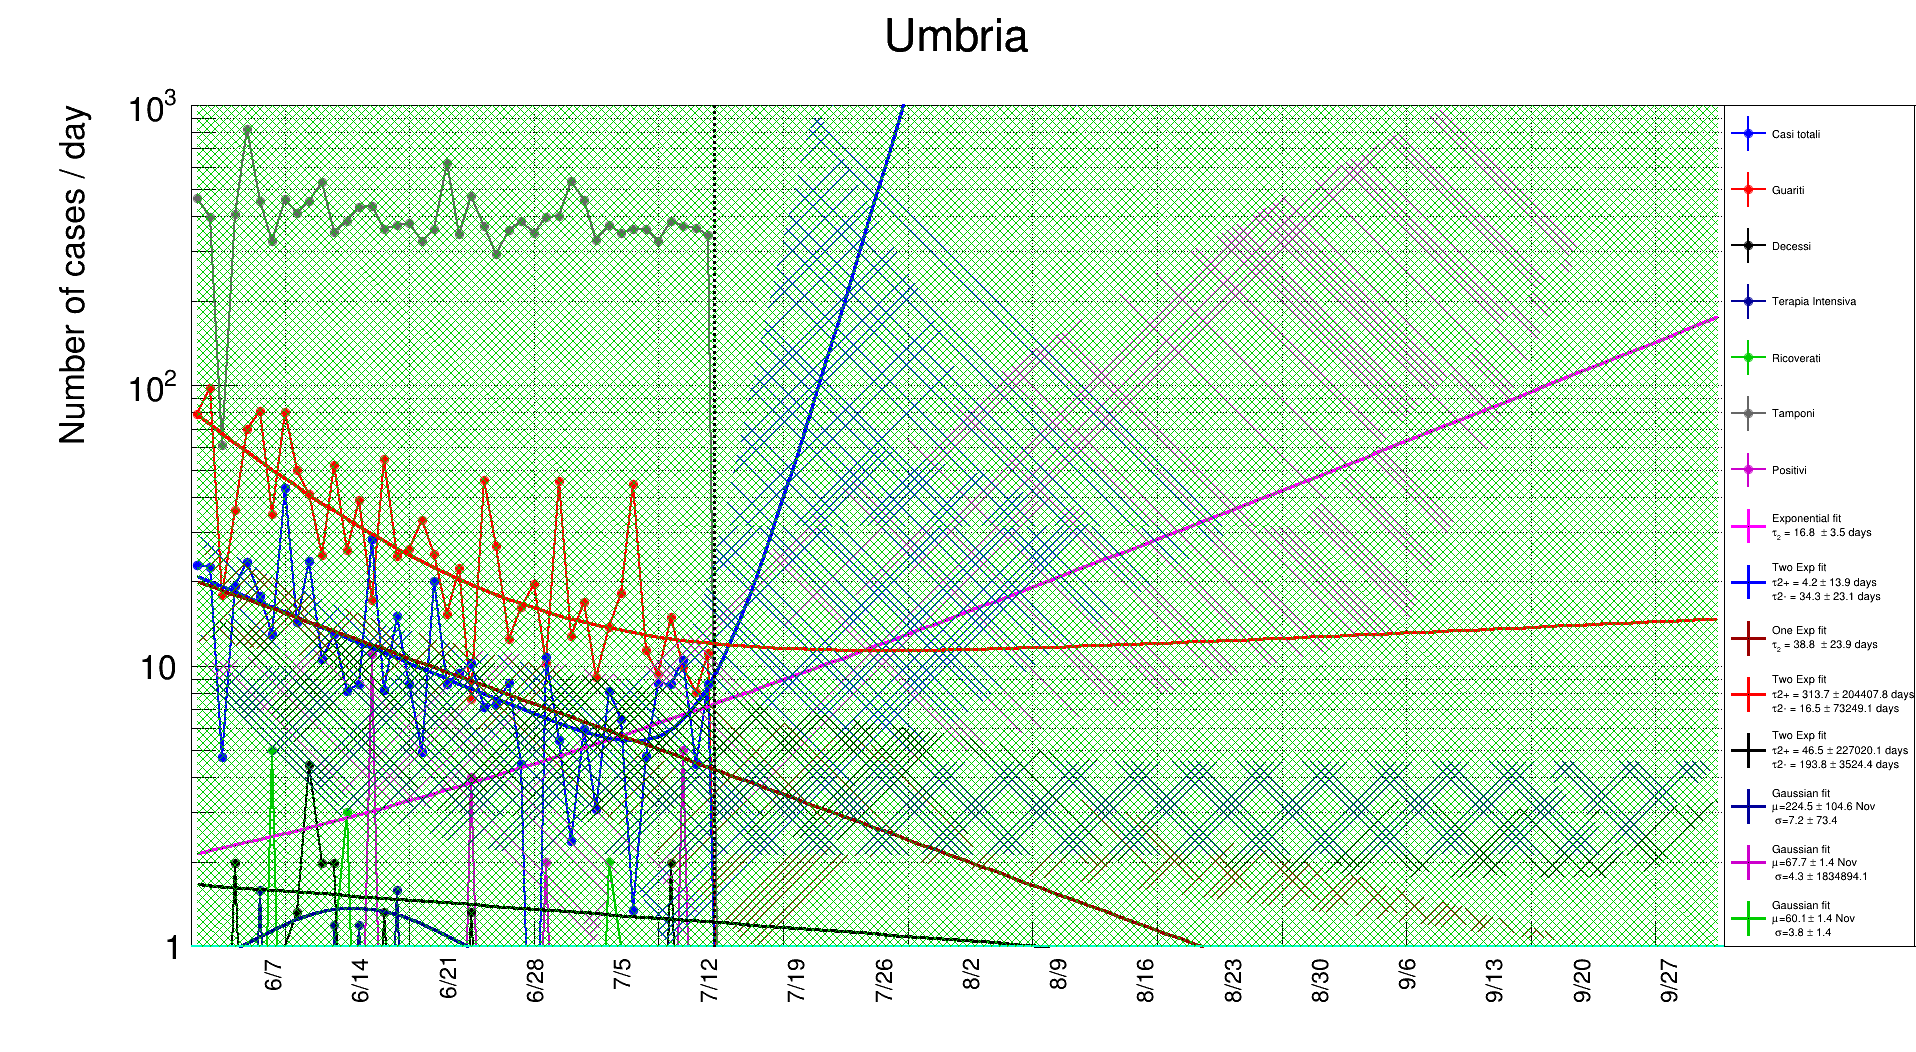 Umbria
Number of cases / day
10³
10²
10
1
6/7
6/14
6/21
6/28
7/5
7/12
7/19
7/26
8/2
8/9
8/16
8/23
8/30
9/6
9/13
9/20
9/27
Casi totali
Guariti
Decessi
Terapia Intensiva
Ricoverati
Tamponi
Positivi
Exponential fit
τ₂ = 16.8 ± 3.5 days
Two Exp fit
τ2+ = 4.2 ± 13.9 days
τ2- = 34.3 ± 23.1 days
One Exp fit
τ₂ = 38.8 ± 23.9 days
Two Exp fit
τ2+ = 313.7 ± 204407.8 days
τ2- = 16.5 ± 73249.1 days
Two Exp fit
τ2+ = 46.5 ± 227020.1 days
τ2- = 193.8 ± 3524.4 days
Gaussian fit
μ=224.5 ± 104.6 Nov
σ=7.2 ± 73.4
Gaussian fit
μ=67.7 ± 1.4 Nov
σ=4.3 ± 1834894.1
Gaussian fit
μ=60.1 ± 1.4 Nov
σ=3.8 ± 1.4